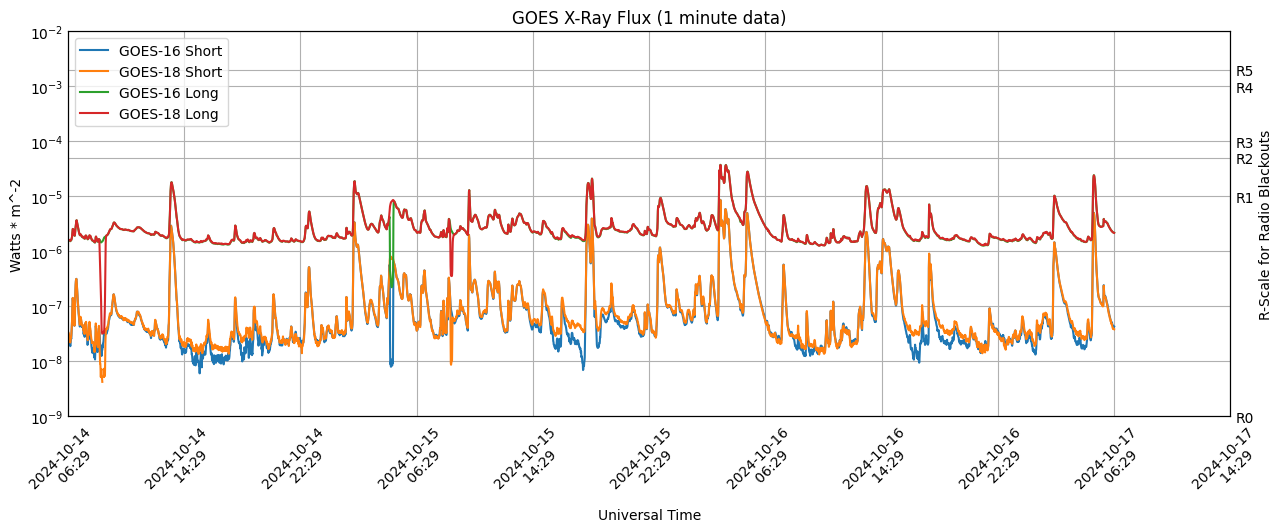 GOES X-Ray Flux (1 minute data)
GOES-16 Short
GOES-18 Short
GOES-16 Long
GOES-18 Long
Watts * m^-2
10⁻²
10⁻³
10⁻⁴
10⁻⁵
10⁻⁶
10⁻⁷
10⁻⁸
10⁻⁹
R5
R4
R3
R2
R1
R0
R-Scale for Radio Blackouts
2024-10-14
06:29
2024-10-14
14:29
2024-10-14
22:29
2024-10-15
06:29
2024-10-15
14:29
2024-10-15
22:29
2024-10-16
06:29
2024-10-16
14:29
2024-10-16
22:29
2024-10-17
06:29
2024-10-17
14:29
Universal Time